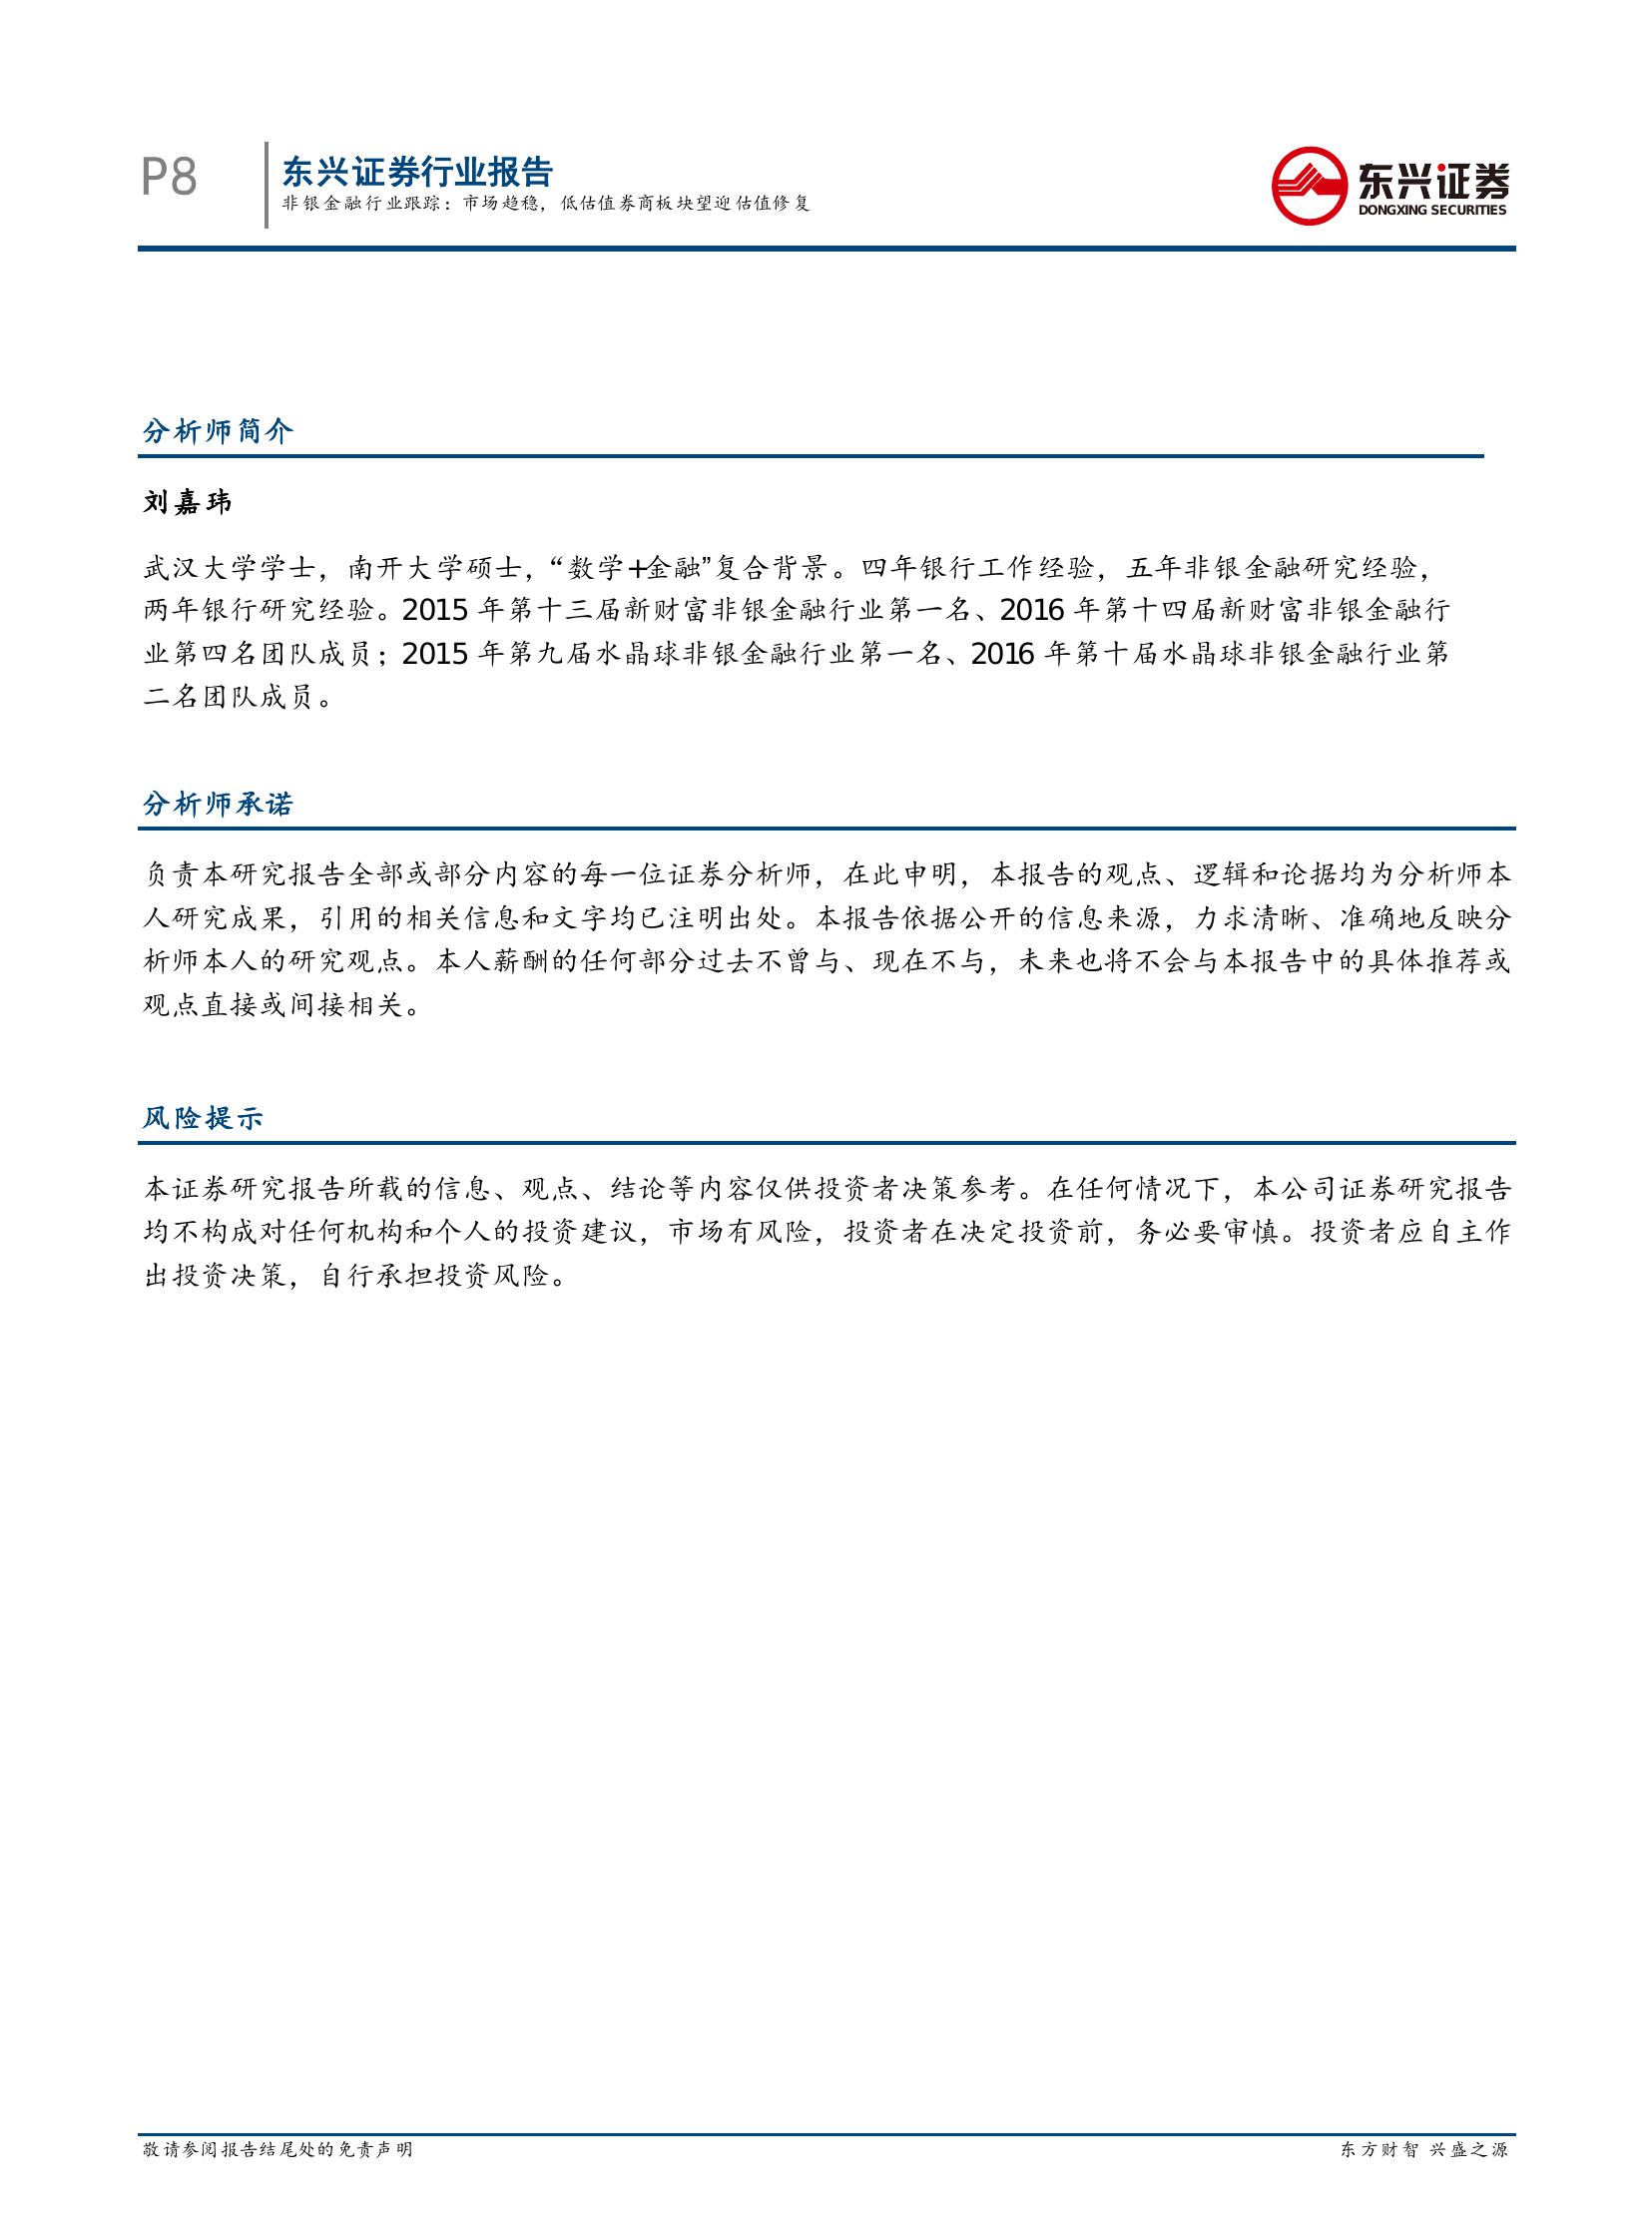 P8
东兴证券行业报告
非银金融行业跟踪：市场趋稳，低估值券商板块望迎估值修复
东兴证券
DONGXING SECURITIES
分析师简介
刘嘉玮
武汉大学学士，南开大学硕士，“数学+金融”复合背景。四年银行工作经验，五年非银金融研究经验，
两年银行研究经验。2015 年第十三届新财富非银金融行业第一名、2016 年第十四届新财富非银金融行
业第四名团队成员；2015 年第九届水晶球非银金融行业第一名、2016 年第十届水晶球非银金融行业第
二名团队成员。
分析师承诺
负责本研究报告全部或部分内容的每一位证券分析师，在此申明，本报告的观点、逻辑和论据均为分析师本
人研究成果，引用的相关信息和文字均已注明出处。本报告依据公开的信息来源，力求清晰、准确地反映分
析师本人的研究观点。本人薪酬的任何部分过去不曾与、现在不与，未来也将不会与本报告中的具体推荐或
观点直接或间接相关。
风险提示
本证券研究报告所载的信息、观点、结论等内容仅供投资者决策参考。在任何情况下，本公司证券研究报告
均不构成对任何机构和个人的投资建议，市场有风险，投资者在决定投资前，务必要审慎。投资者应自主作
出投资决策，自行承担投资风险。
敬请参阅报告结尾处的免责声明
东方财智 兴盛之源